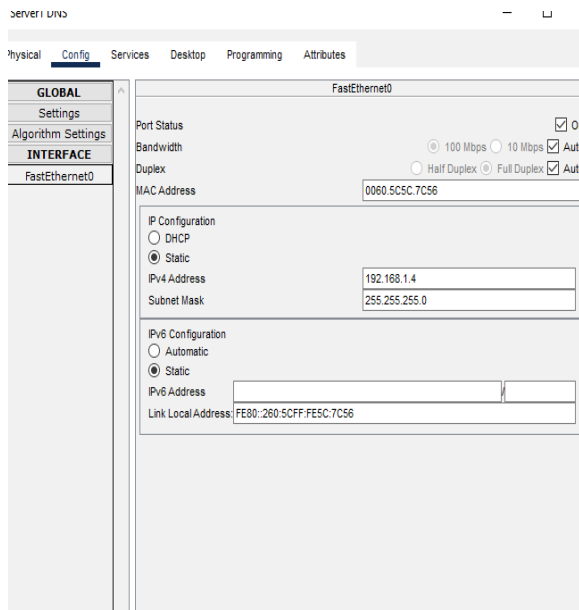 Server1 DNS
Physical Config Services Desktop Programming Attributes
GLOBAL
Settings
Algorithm Settings
INTERFACE
FastEthernet0
FastEthernet0
Port Status O
Bandwidth 100 Mbps 10 Mbps Aut
Duplex Half Duplex Full Duplex Aut
MAC Address 0060.5C5C.7C56
IP Configuration
DHCP
Static
IPv4 Address 192.168.1.4
Subnet Mask 255.255.255.0
IPv6 Configuration
Automatic
Static
IPv6 Address /
Link Local Address: FE80::260:5CFF:FE5C:7C56